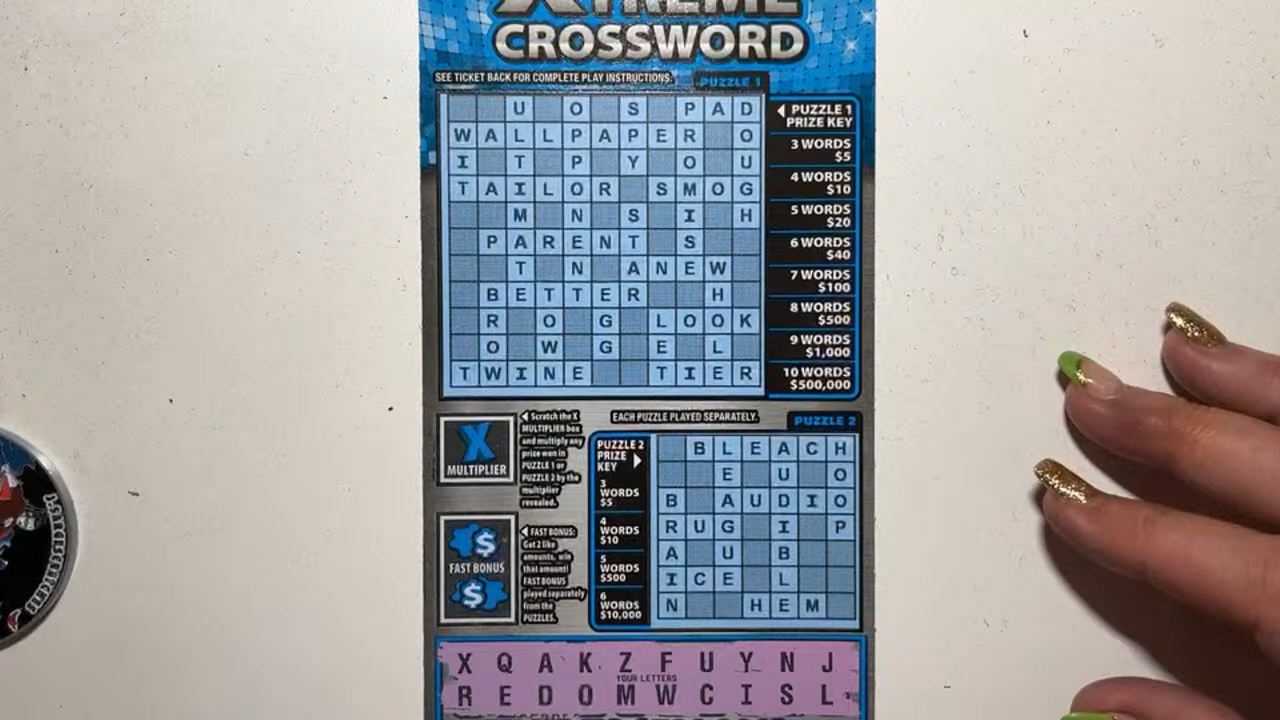 XTREME
CROSSWORD
SEE TICKET BACK FOR COMPLETE PLAY INSTRUCTIONS.
PUZZLE 1
U O S P A D
W A L L P A P E R O
I T P Y O U
T A I L O R S M O G
M N S I H
P A R E N T S
T N A N E W
B E T T E R H
R O G L O O K
O W G E L
T W I N E T I E R
PUZZLE 1
PRIZE KEY
3 WORDS
$5
4 WORDS
$10
5 WORDS
$20
6 WORDS
$40
7 WORDS
$100
8 WORDS
$500
9 WORDS
$1,000
10 WORDS
$500,000
X
MULTIPLIER
Scratch the X
MULTIPLIER box
and multiply any
prize won in
PUZZLE 1 or
PUZZLE 2 by the
multiplier
revealed.
$
FAST BONUS
$
FAST BONUS:
Get 2 like
amounts, win
that amount!
FAST BONUS
played separately
from the
PUZZLES.
EACH PUZZLE PLAYED SEPARATELY.
PUZZLE 2
PUZZLE 2
PRIZE
KEY
3
WORDS
$5
4
WORDS
$10
5
WORDS
$500
6
WORDS
$10,000
B L E A C H
E U O
B A U D I O
R U G I P
A U B
I C E L
N H E M
X Q A K Z F U Y N J
YOUR LETTERS
R E D O M W C I S L